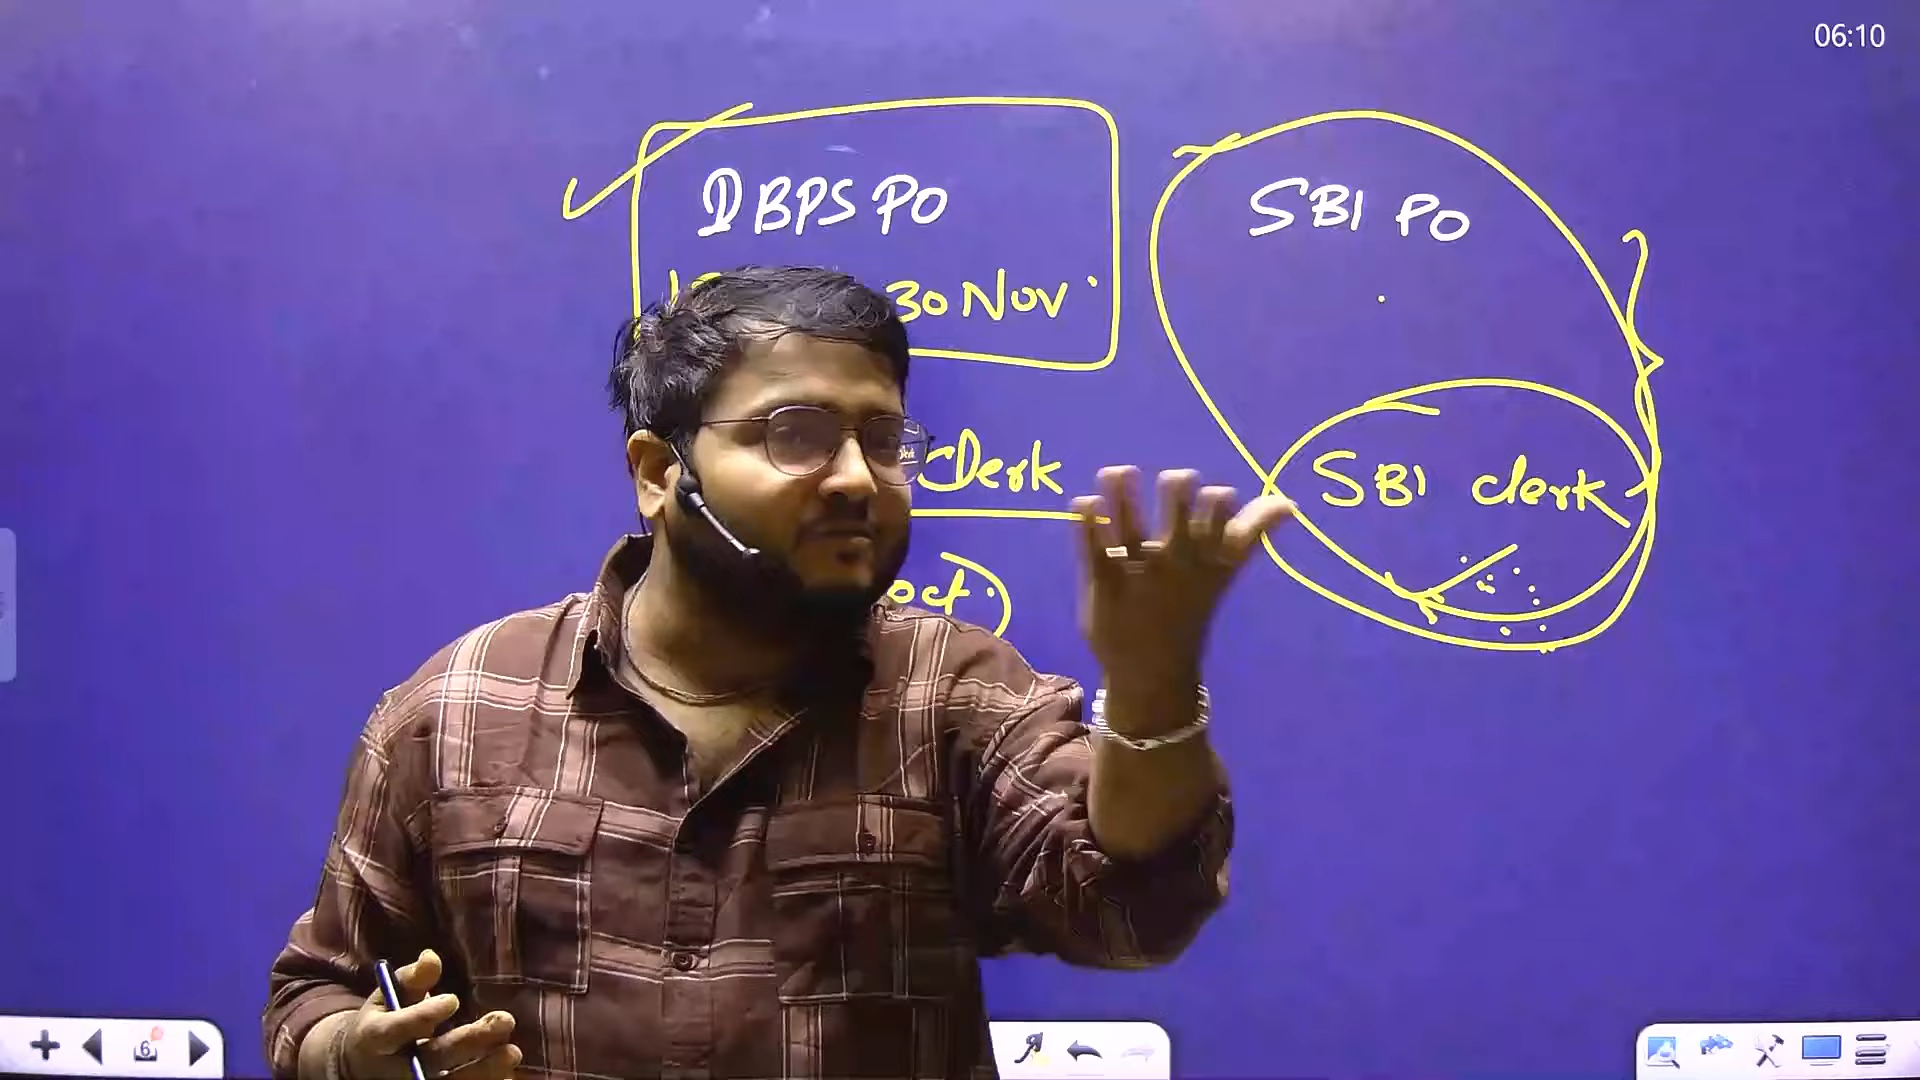 06:10
IBPS PO
SBI PO
30 Nov
Clerk
SBI clerk
Oct.
6